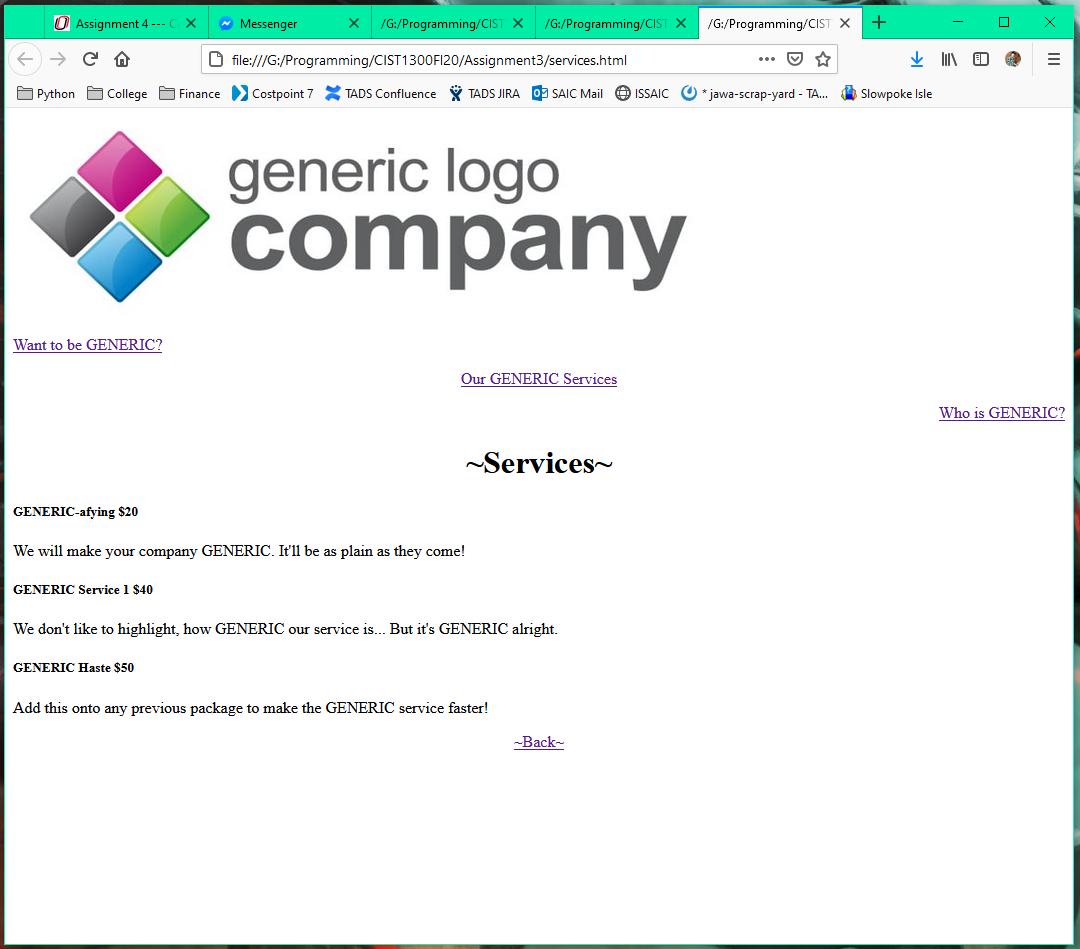 Assignment 4 --- C
Messenger
/G:/Programming/CIST
/G:/Programming/CIST
/G:/Programming/CIST
file:///G:/Programming/CIST1300Fl20/Assignment3/services.html
Python
College
Finance
Costpoint 7
TADS Confluence
TADS JIRA
SAIC Mail
ISSAIC
* jawa-scrap-yard - TA...
Slowpoke Isle
generic logo
company
Want to be GENERIC?
Our GENERIC Services
Who is GENERIC?
~Services~
GENERIC-afying $20
We will make your company GENERIC. It'll be as plain as they come!
GENERIC Service 1 $40
We don't like to highlight, how GENERIC our service is... But it's GENERIC alright.
GENERIC Haste $50
Add this onto any previous package to make the GENERIC service faster!
~Back~